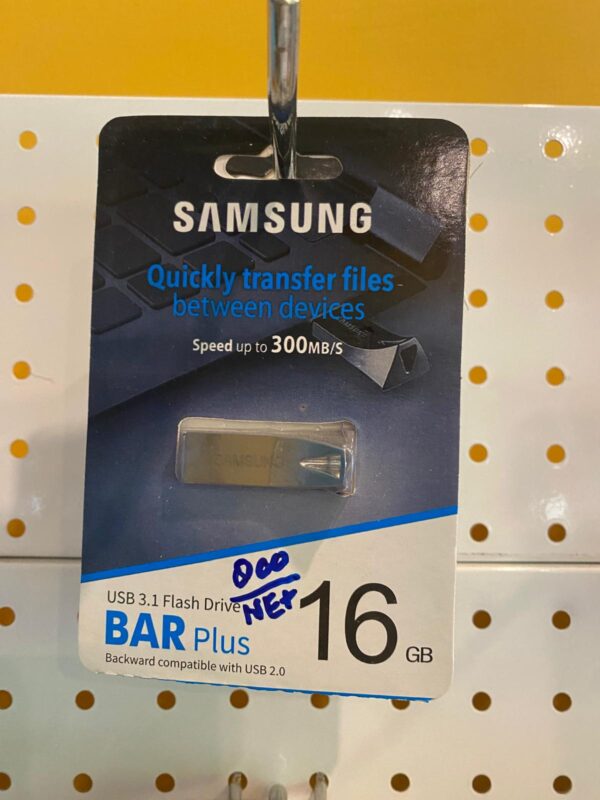 SAMSUNG
Quickly transfer files
between devices
Speed up to 300MB/S
SAMSUNG
NET
USB 3.1 Flash Drive
BAR Plus
16 GB
Backward compatible with USB 2.0